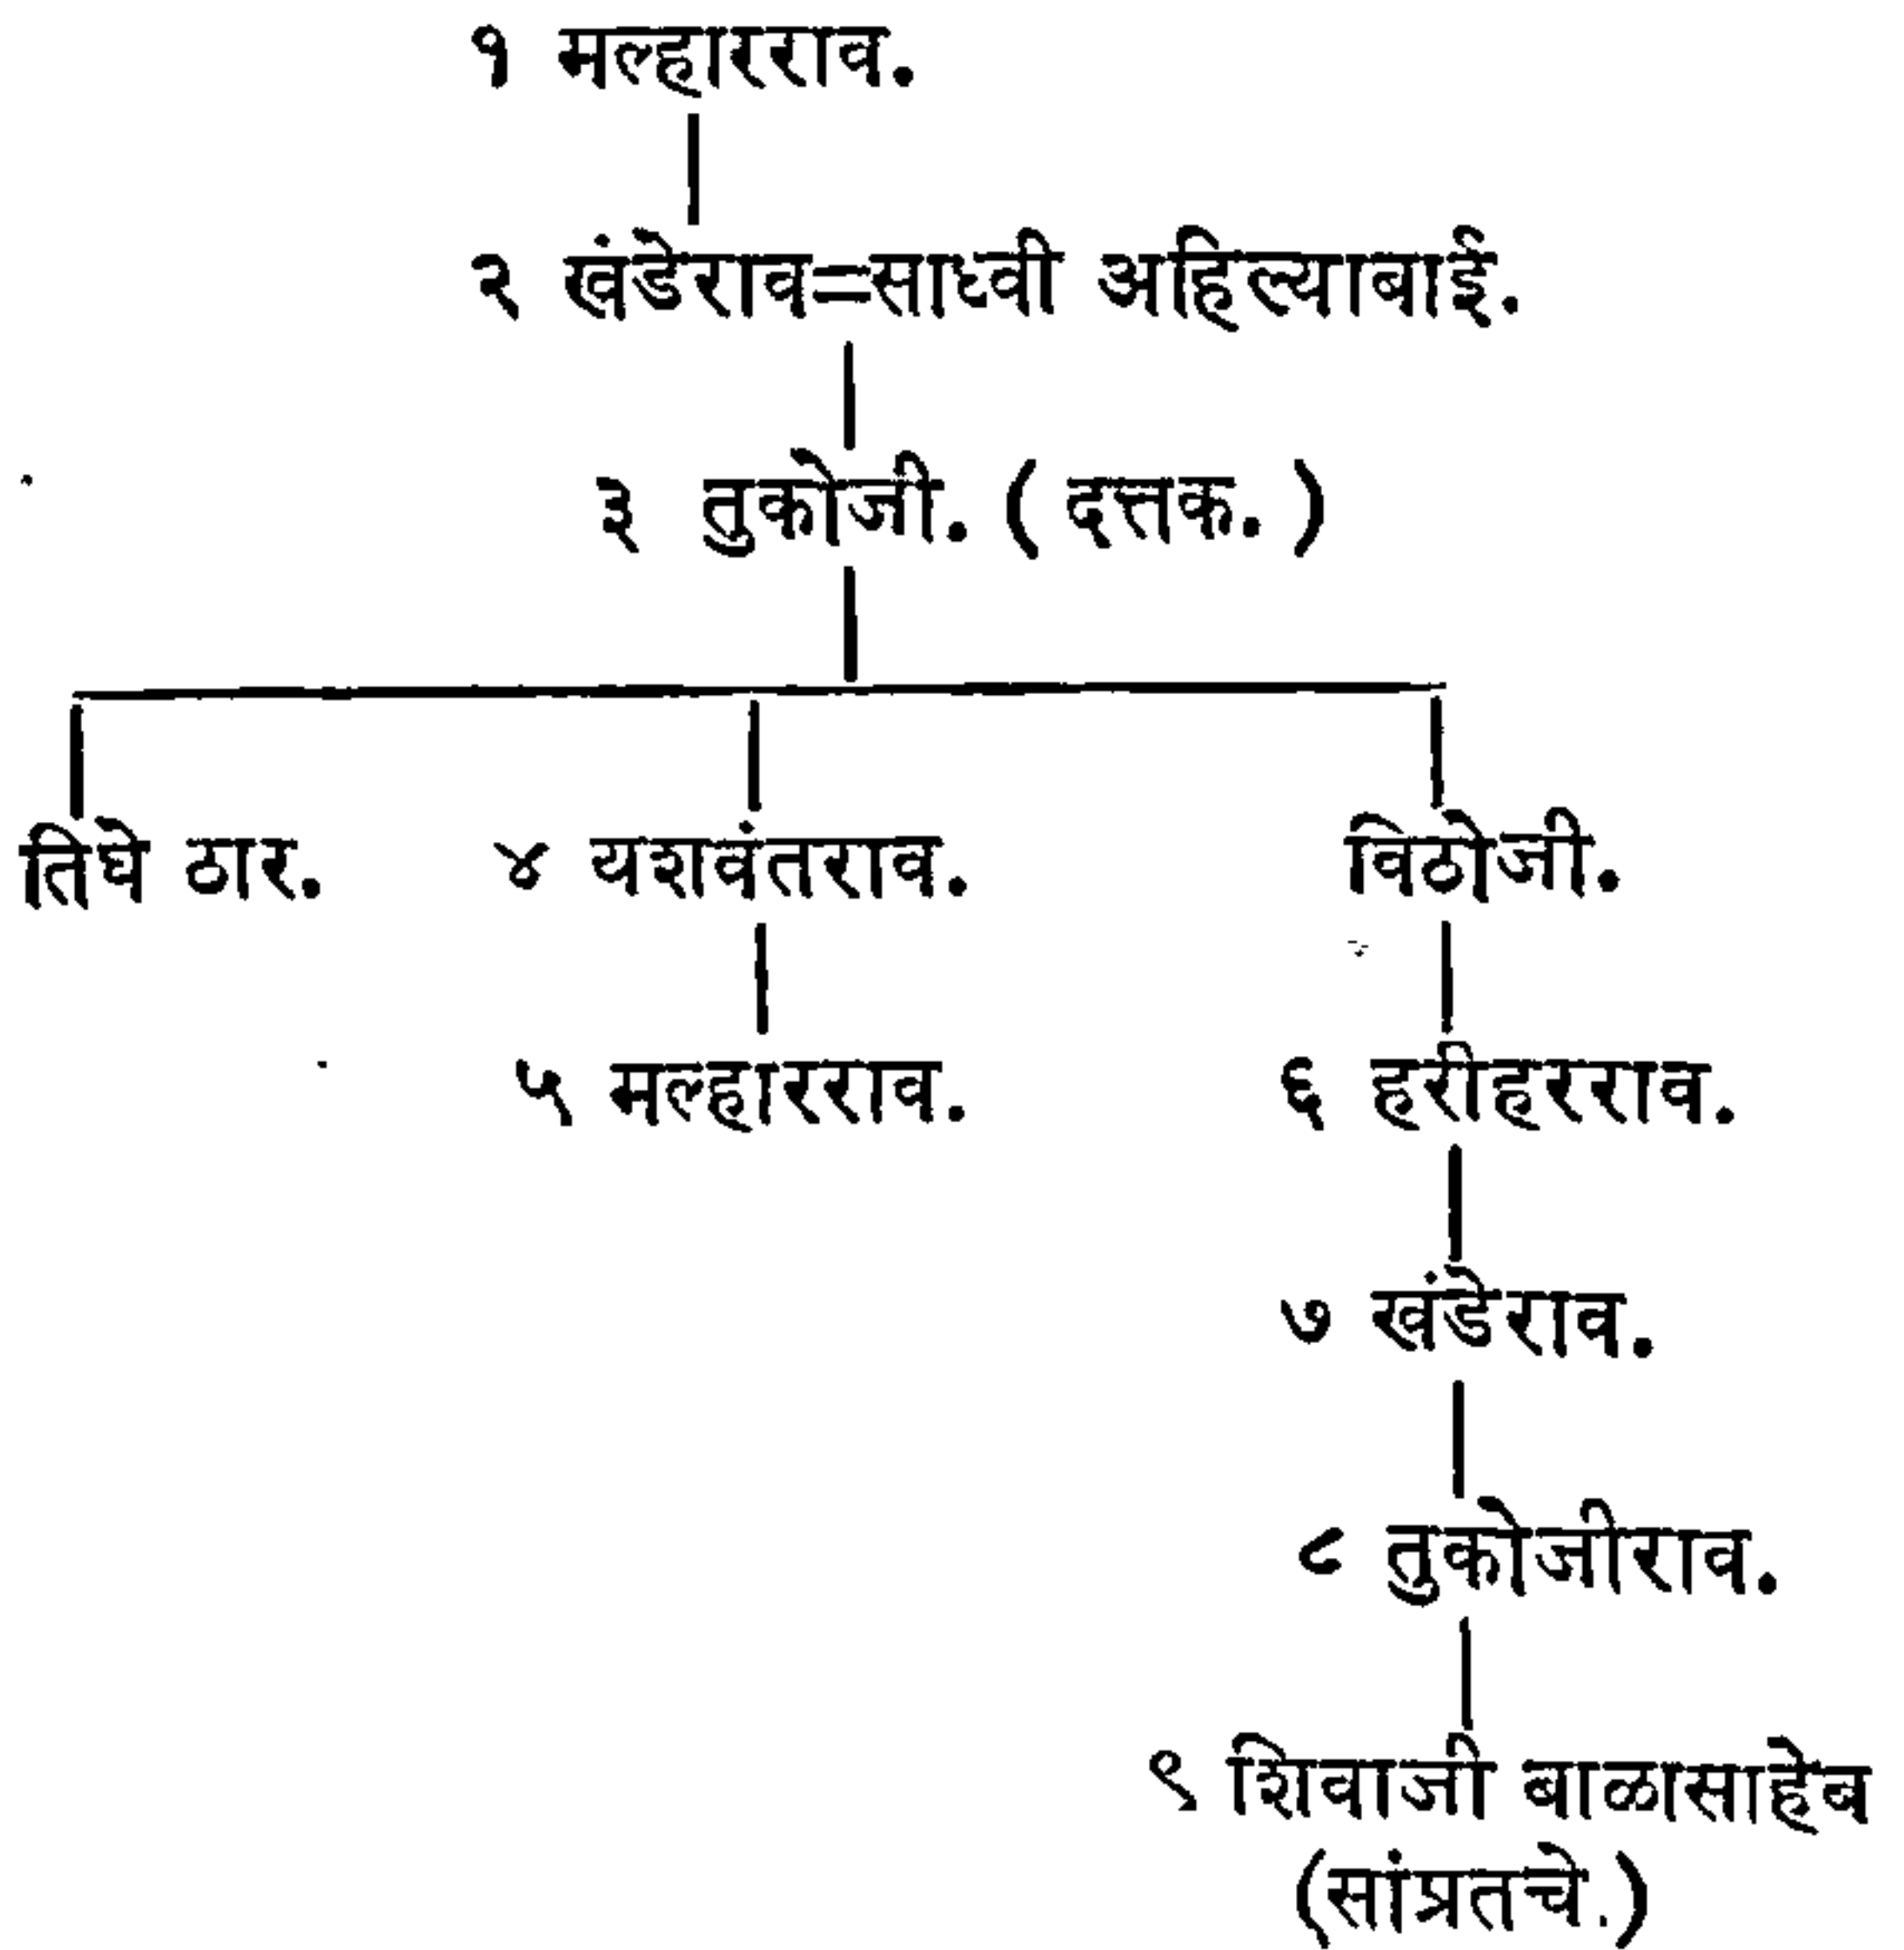 १ मल्हारराव.
२ खंडेराव=साध्वी अहिल्याबाई.
३ तुकोजी. ( दत्तक. )
तिघे ठार. ४ यशवंतराव. विठोजी.
५ मल्हारराव. ६ हरीहरराव.
७ खंडेराव.
८ तुकोजीराव.
९ शिवाजी बाळासाहेब
(सांप्रतचे.)